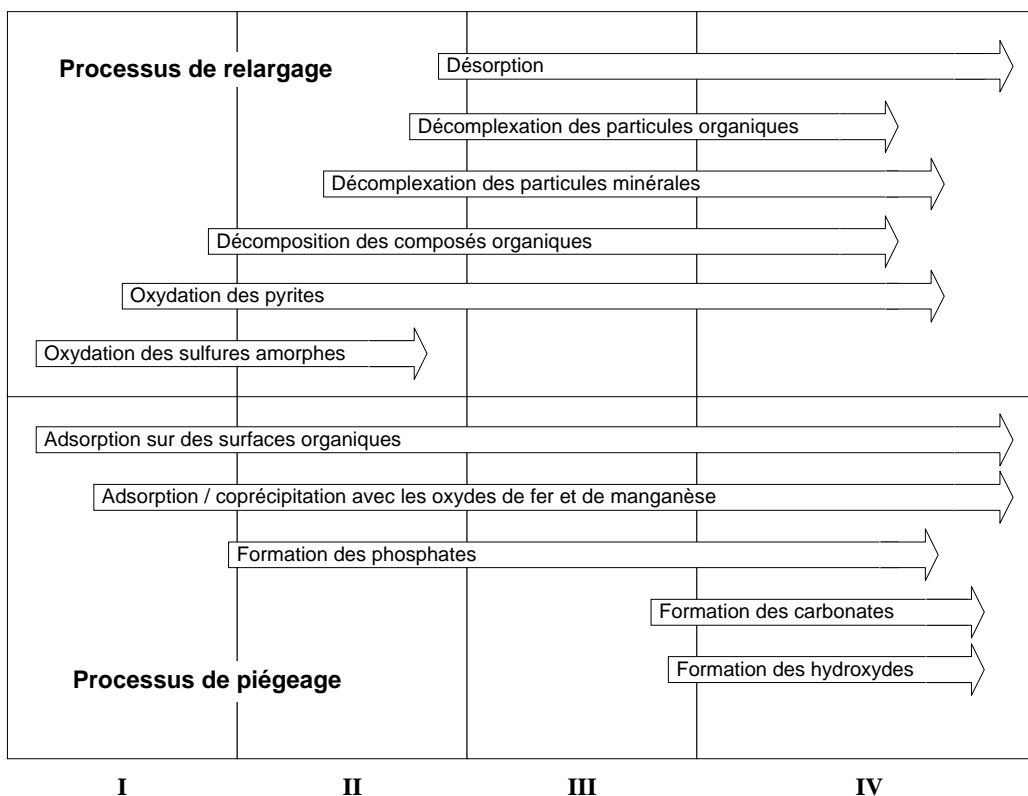 Processus de relargage
Désorption
Décomplexation des particules organiques
Décomplexation des particules minérales
Décomposition des composés organiques
Oxydation des pyrites
Oxydation des sulfures amorphes
Adsorption sur des surfaces organiques
Adsorption / coprécipitation avec les oxydes de fer et de manganèse
Formation des phosphates
Formation des carbonates
Formation des hydroxydes
Processus de piégeage
I II III IV